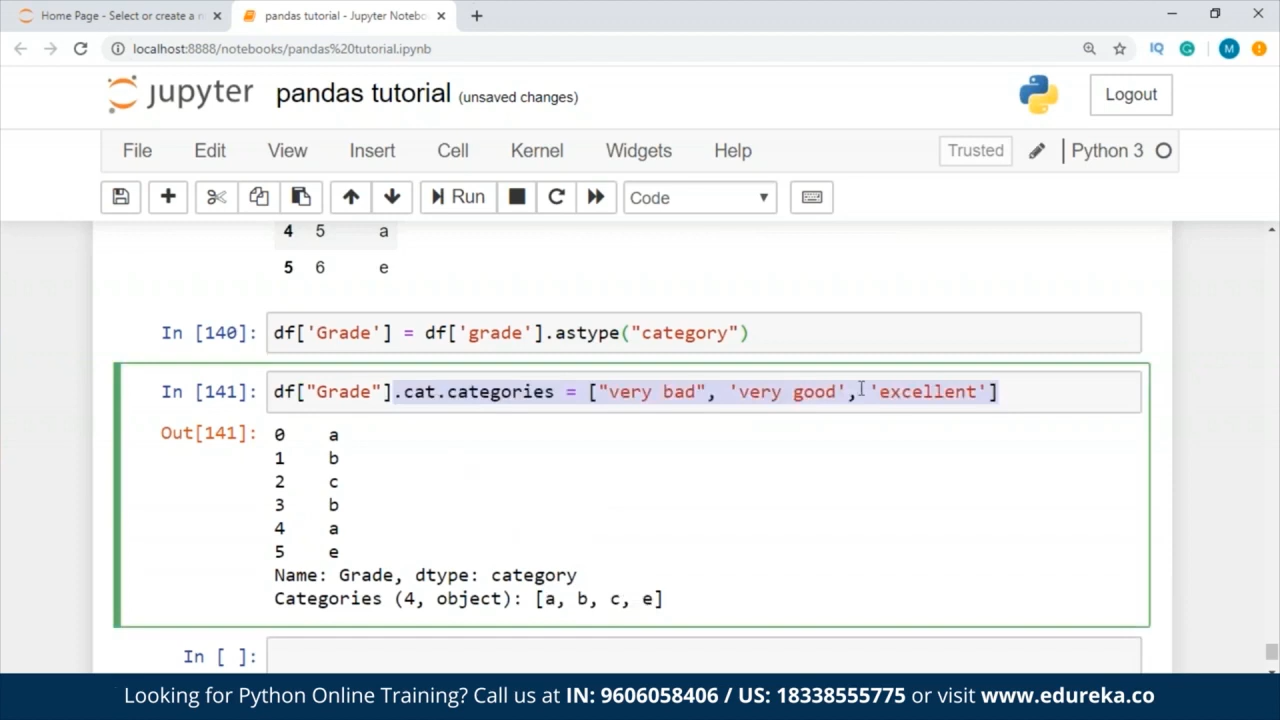 Home Page - Select or create a n
pandas tutorial - Jupyter Notebo
localhost:8888/notebooks/pandas%20tutorial.ipynb
IQ
M
jupyter pandas tutorial (unsaved changes)
Logout
File Edit View Insert Cell Kernel Widgets Help
Trusted
Python 3
Run
Code
4 5 a
5 6 e
In [140]: df['Grade'] = df['grade'].astype("category")
In [141]: df["Grade"].cat.categories = ["very bad", 'very good', 'excellent']
Out[141]: 0 a
1 b
2 c
3 b
4 a
5 e
Name: Grade, dtype: category
Categories (4, object): [a, b, c, e]
In [ ]:
Looking for Python Online Training? Call us at IN: 9606058406 / US: 18338555775 or visit www.edureka.co